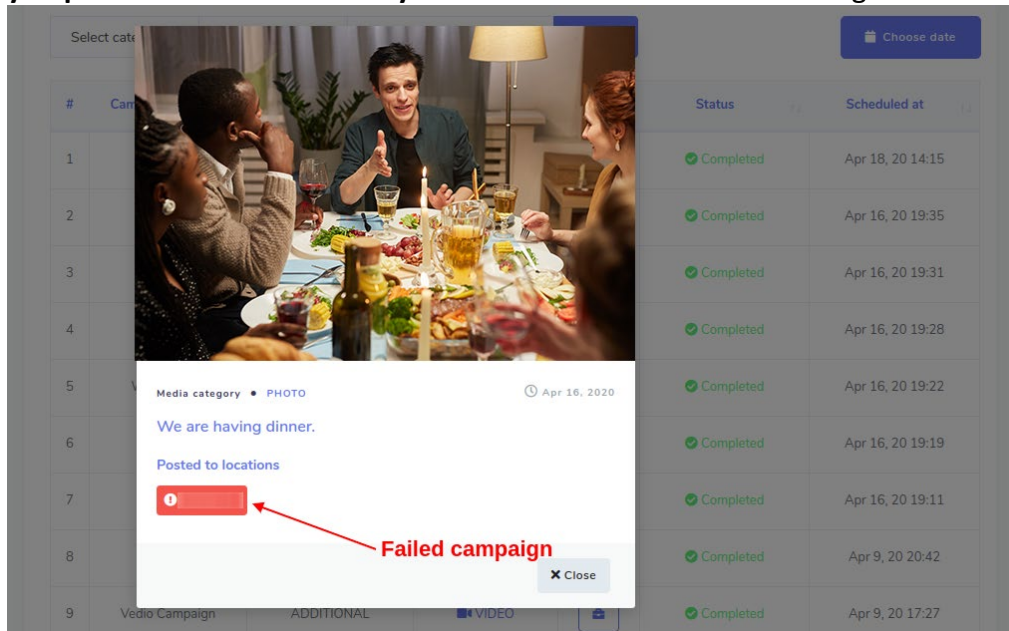 Select cate
Choose date
# Cam Status Scheduled at
1 Completed Apr 18, 20 14:15
2 Completed Apr 16, 20 19:35
3 Completed Apr 16, 20 19:31
4 Completed Apr 16, 20 19:28
5 V Completed Apr 16, 20 19:22
6 Completed Apr 16, 20 19:19
7 Completed Apr 16, 20 19:11
8 Completed Apr 9, 20 20:42
9 Vedio Campaign ADDITIONAL VIDEO Completed Apr 9, 20 17:27
Media category • PHOTO Apr 16, 2020
We are having dinner.
Posted to locations
Failed campaign
Close